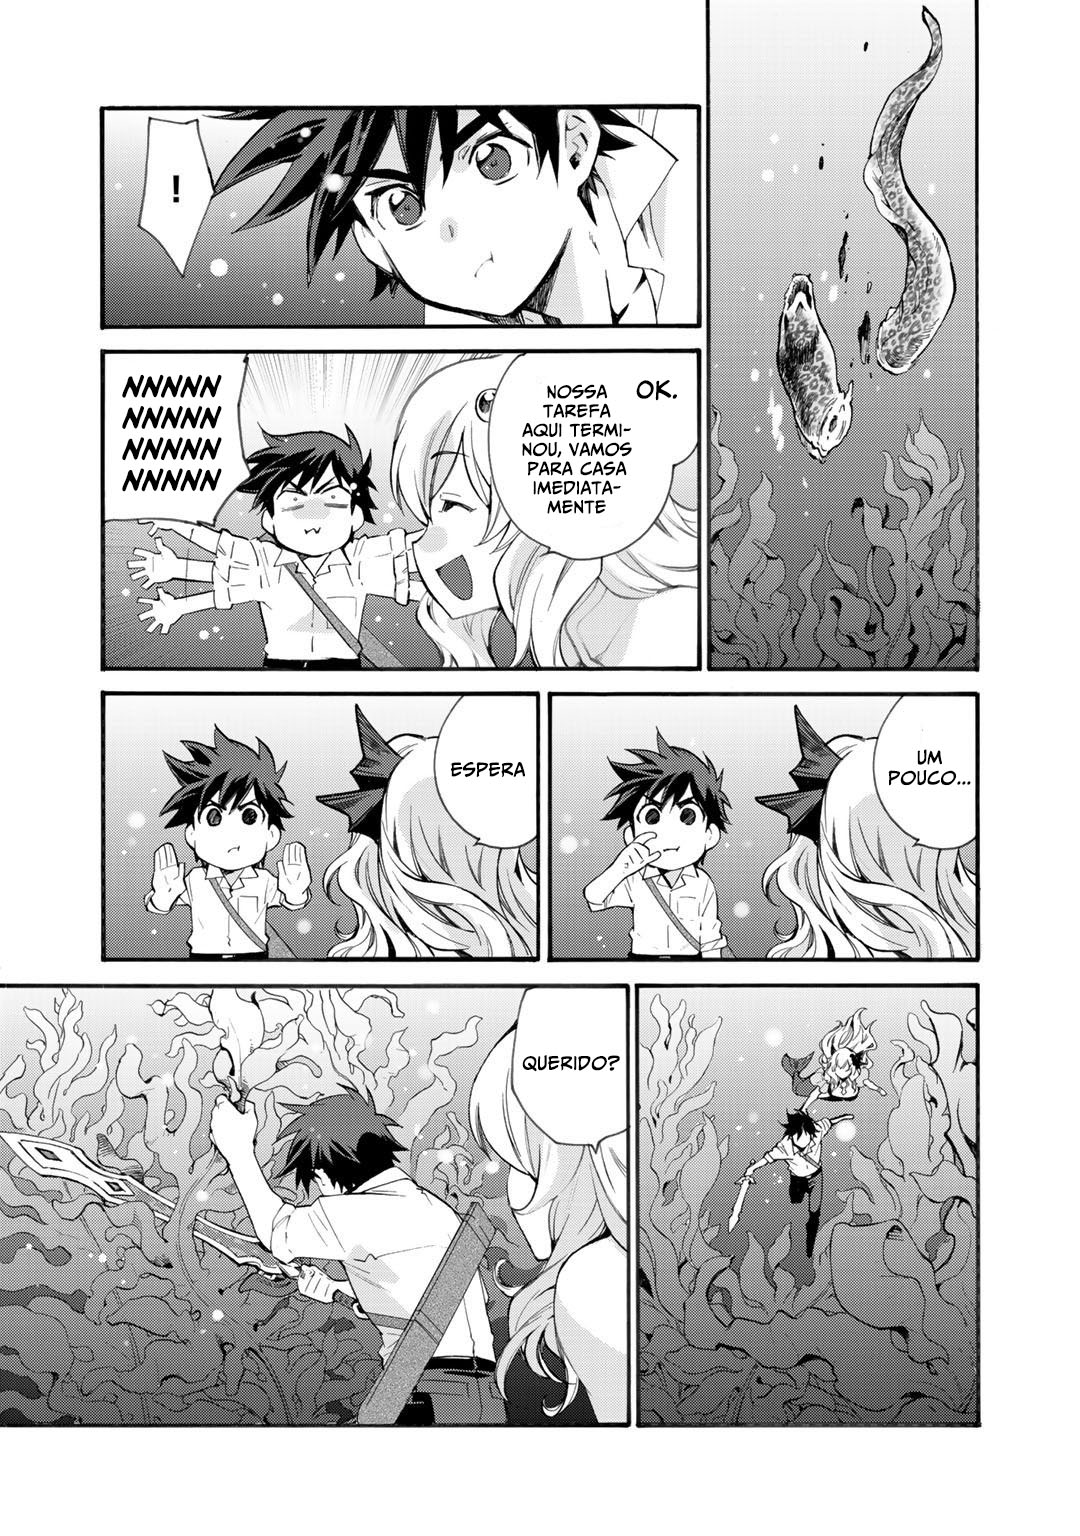 !
OK.
NOSSA
TAREFA
AQUI TERMI-
NOU, VAMOS
PARA CASA
IMEDIATA-
MENTE
NNNNN
NNNNN
NNNNN
NNNNN
UM
POUCO...
ESPERA
QUERIDO?